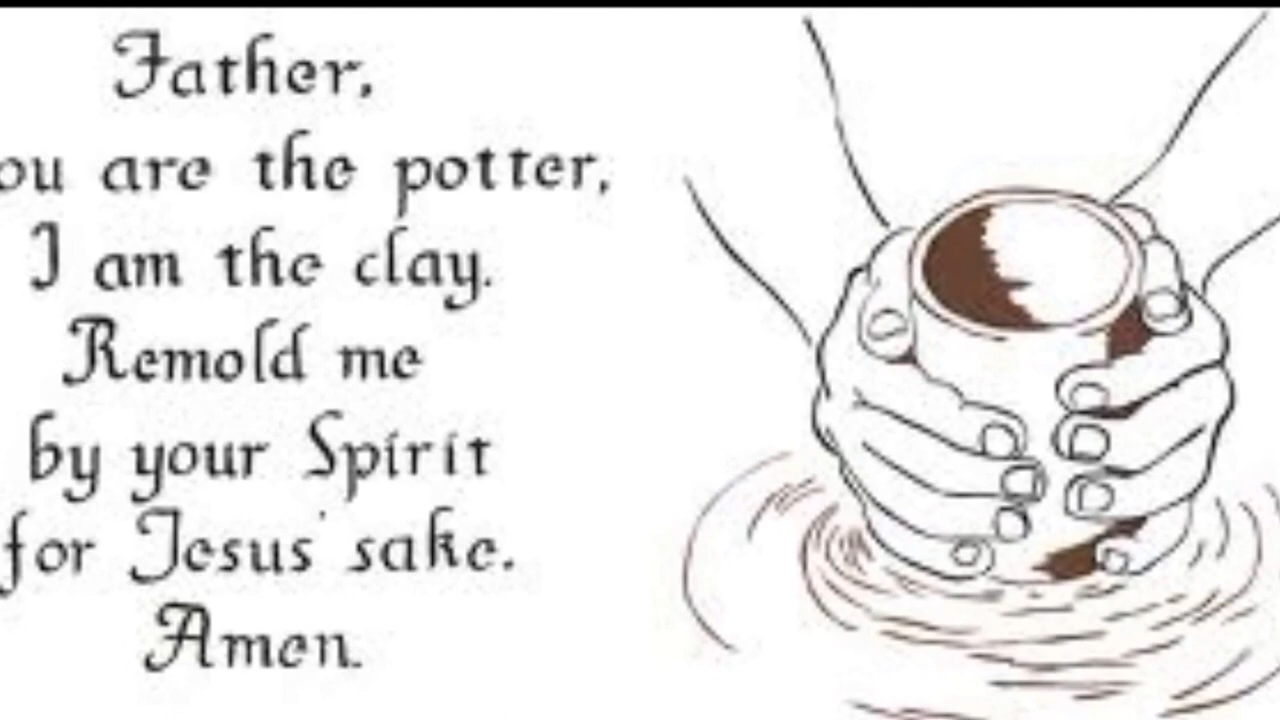 Father,
ou are the potter,
I am the clay.
Remold me
by your Spirit
for Jesus' sake.
Amen.